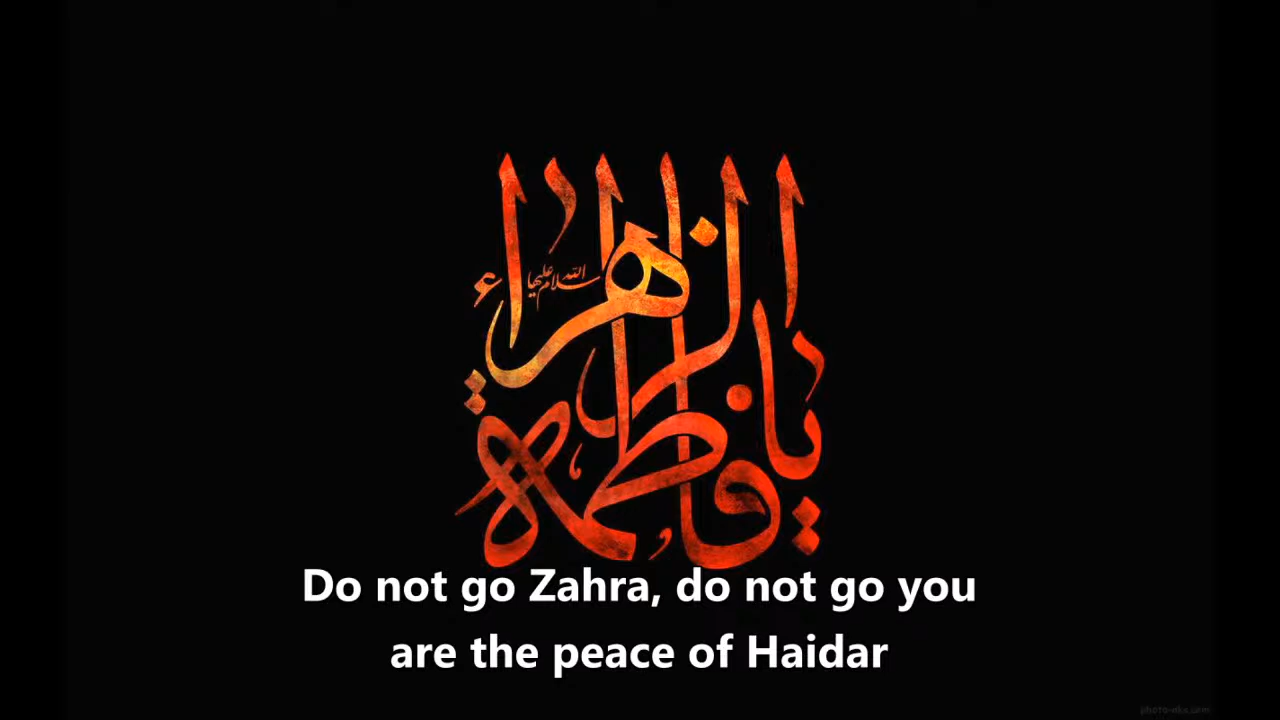 يا فاطمة الزهراء
سلام الله عليها
Do not go Zahra, do not go you
are the peace of Haidar